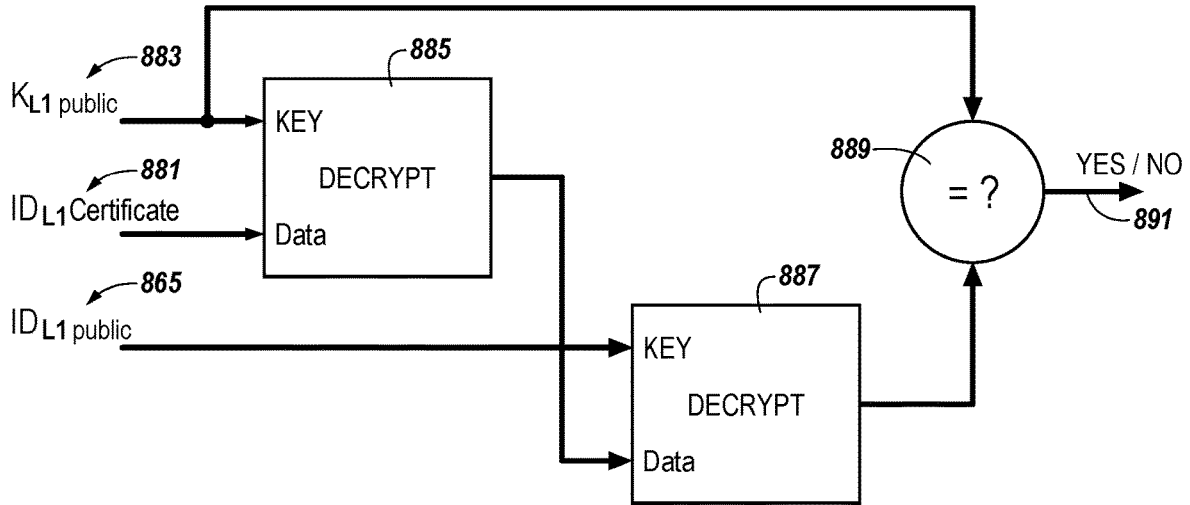 883
885
K L1 public
KEY
889
YES / NO
881
DECRYPT
= ?
ID L1 Certificate
891
Data
865
887
ID L1 public
KEY
DECRYPT
Data